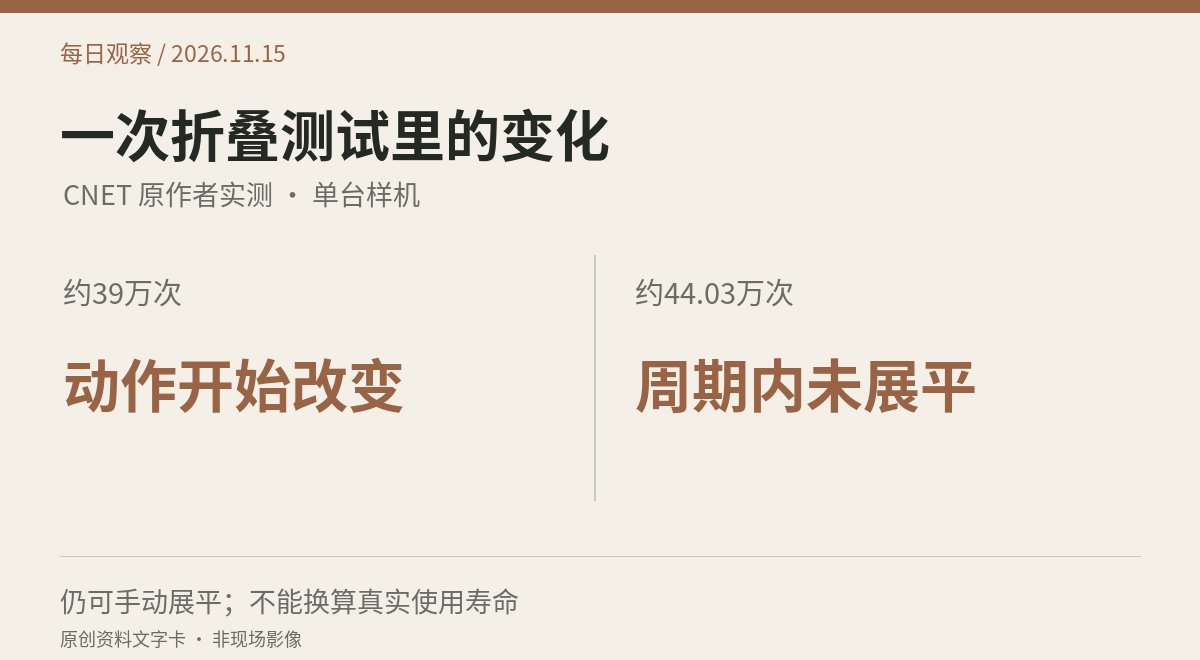 每日观察 / 2026.11.15
一次折叠测试里的变化
CNET 原作者实测 · 单台样机
约39万次
动作开始改变
约44.03万次
周期内未展平
仍可手动展平；不能换算真实使用寿命
原创资料文字卡 · 非现场影像